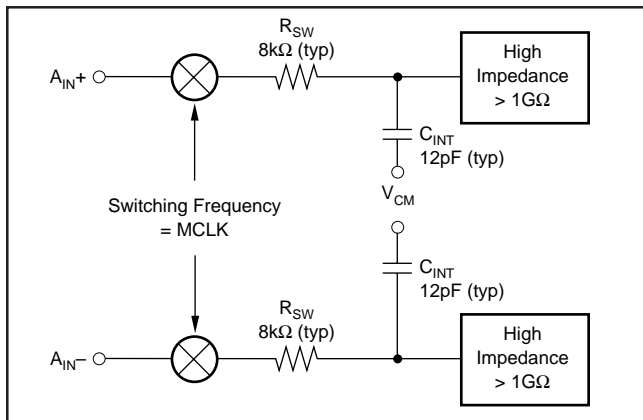 R_SW
8kΩ (typ)
A_IN+
High
Impedance
> 1GΩ
C_INT
12pF (typ)
V_CM
Switching Frequency
= MCLK
C_INT
12pF (typ)
R_SW
8kΩ (typ)
A_IN−
High
Impedance
> 1GΩ